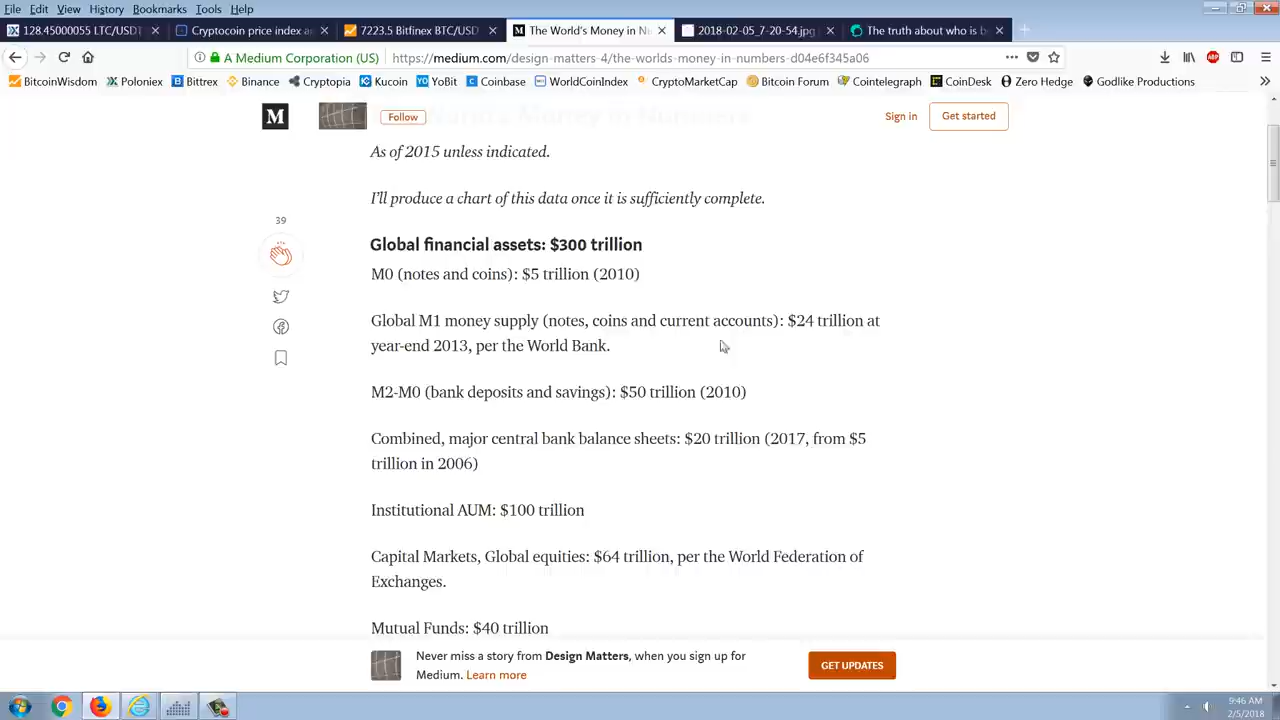 File Edit View History Bookmarks Tools Help
128.45000055 LTC/USDT
Cryptocoin price index a
7223.5 Bitfinex BTC/USD
The World's Money in N
2018-02-05_7-20-54.jpg
The truth about who is b
A Medium Corporation (US) https://medium.com/design-matters-4/the-worlds-money-in-numbers-d04e6f345a06
BitcoinWisdom Poloniex Bittrex Binance Cryptopia Kucoin YoBit Coinbase WorldCoinIndex CryptoMarketCap Bitcoin Forum Cointelegraph CoinDesk Zero Hedge Godlike Productions
M Follow Sign in Get started
As of 2015 unless indicated.
I'll produce a chart of this data once it is sufficiently complete.
39
Global financial assets: $300 trillion
M0 (notes and coins): $5 trillion (2010)
Global M1 money supply (notes, coins and current accounts): $24 trillion at
year-end 2013, per the World Bank.
M2-M0 (bank deposits and savings): $50 trillion (2010)
Combined, major central bank balance sheets: $20 trillion (2017, from $5
trillion in 2006)
Institutional AUM: $100 trillion
Capital Markets, Global equities: $64 trillion, per the World Federation of
Exchanges.
Mutual Funds: $40 trillion
Never miss a story from Design Matters, when you sign up for
Medium. Learn more
GET UPDATES
9:46 AM
2/5/2018